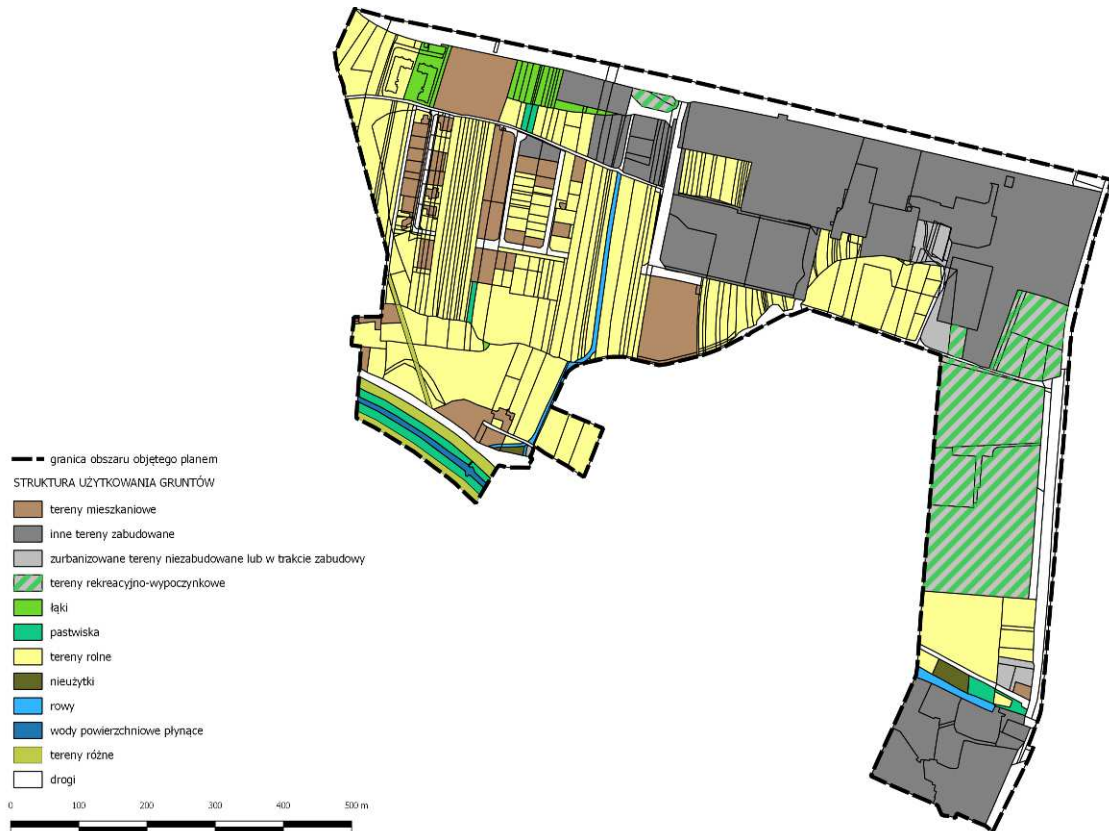 granica obszaru objętego planem
STRUKTURA UŻYTKOWANIA GRUNTÓW
tereny mieszkaniowe
inne tereny zabudowane
zurbanizowane tereny niezabudowane lub w trakcie zabudowy
tereny rekreacyjno-wypoczynkowe
łąki
pastwiska
tereny rolne
nieużytki
rowy
wody powierzchniowe płynące
tereny różne
drogi
0 100 200 300 400 500 m